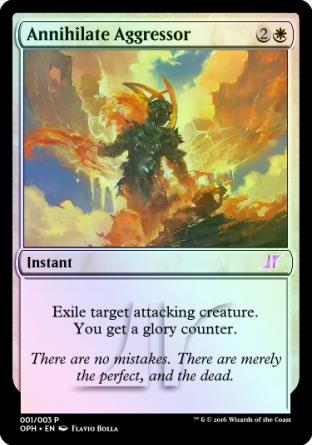 Annihilate Aggressor 2
Instant
Exile target attacking creature.
You get a glory counter.
There are no mistakes. There are merely
the perfect, and the dead.
001/003 P
OPH • EN Flavio Bolla
™ & © 2016 Wizards of the Coast